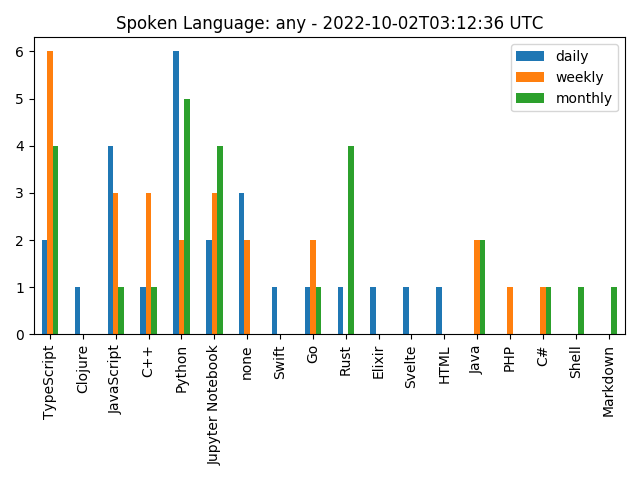 Spoken Language: any - 2022-10-02T03:12:36 UTC
daily
weekly
monthly
6
5
4
3
2
1
0
TypeScript
Clojure
JavaScript
C++
Python
Jupyter Notebook
none
Swift
Go
Rust
Elixir
Svelte
HTML
Java
PHP
C#
Shell
Markdown